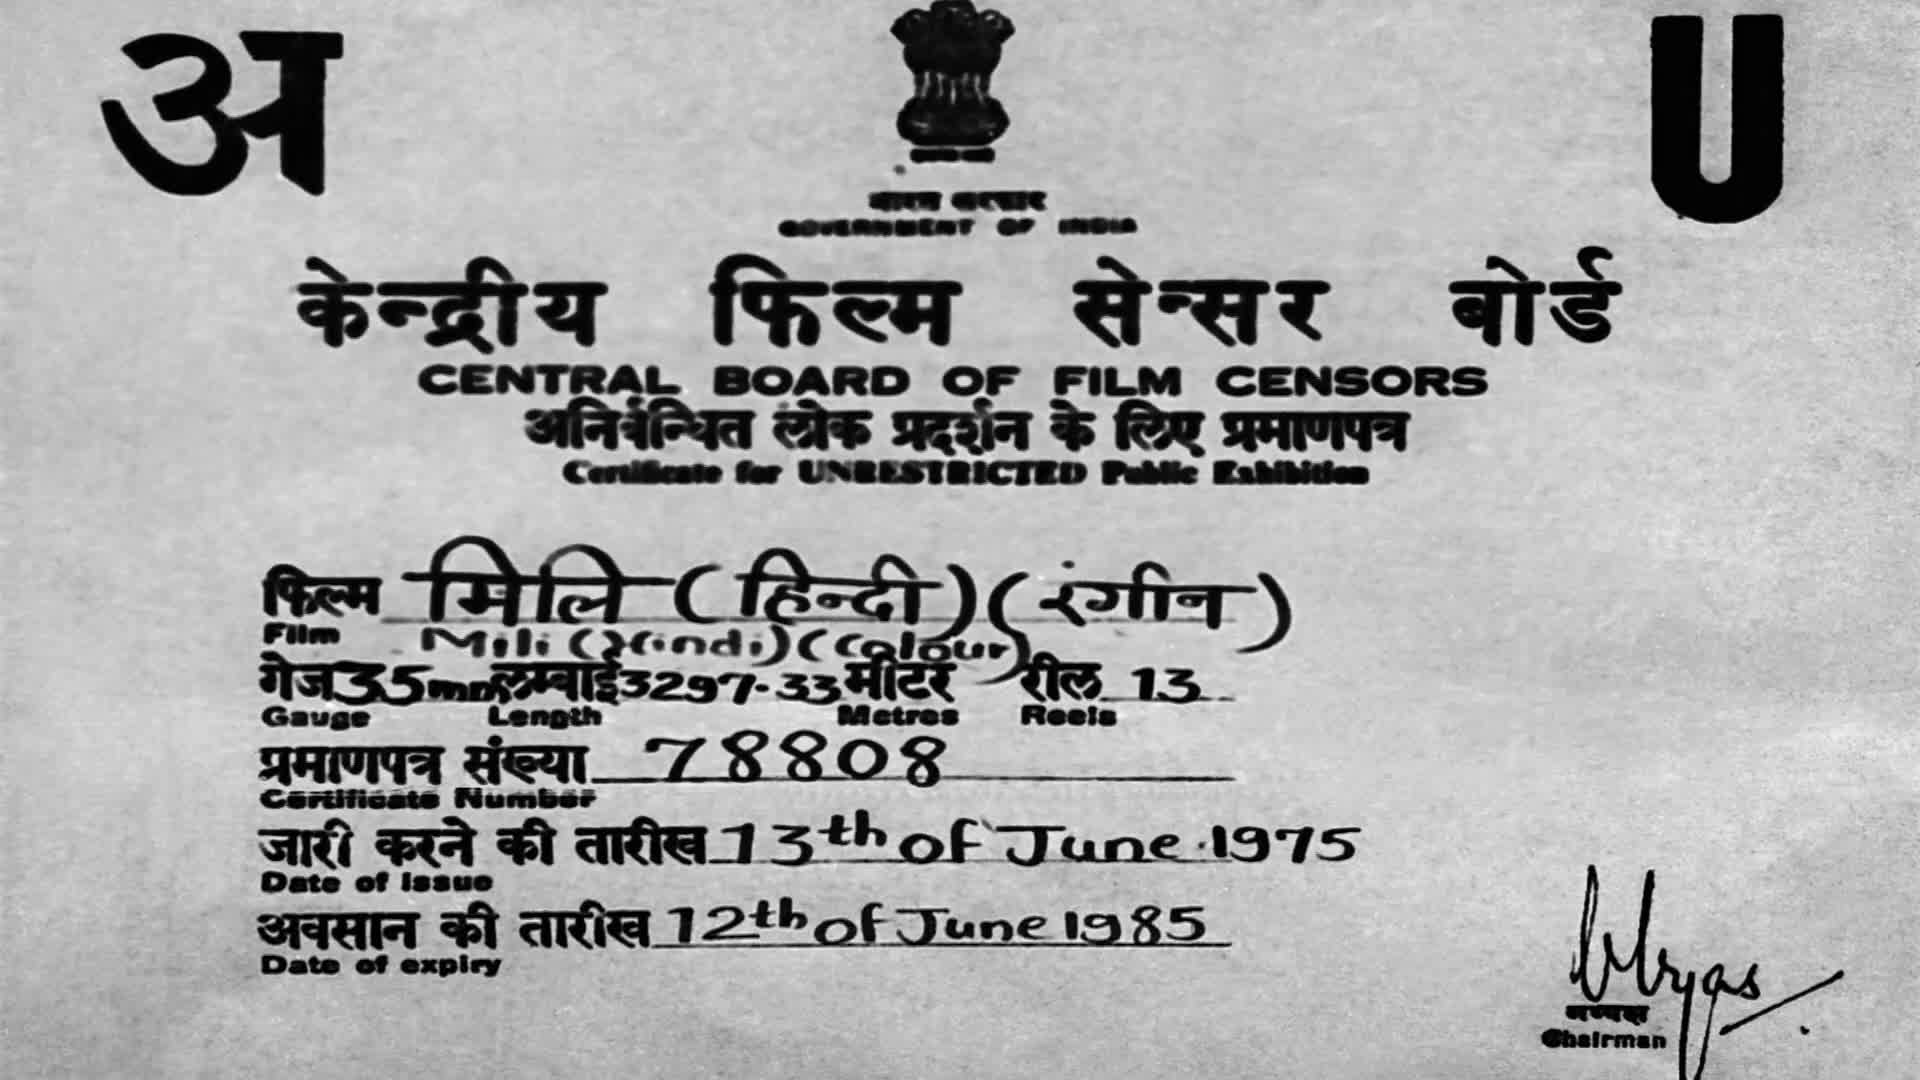 अ U
भारत सरकार
GOVERNMENT OF INDIA
केन्द्रीय फिल्म सेन्सर बोर्ड
CENTRAL BOARD OF FILM CENSORS
अनिर्बन्धित लोक प्रदर्शन के लिए प्रमाणपत्र
Certificate for UNRESTRICTED Public Exhibition
फिल्म मिलि (हिन्दी) (रंगीन)
Film Mili (Hindi) (Colour)
गेज 35mm लम्बाई 3297-33 मीटर रील 13
Gauge Length Metres Reels
प्रमाणपत्र संख्या 78808
Certificate Number
जारी करने की तारीख 13th of June 1975
Date of issue
अवसान की तारीख 12th of June 1985
Date of expiry
अध्यक्ष
Chairman